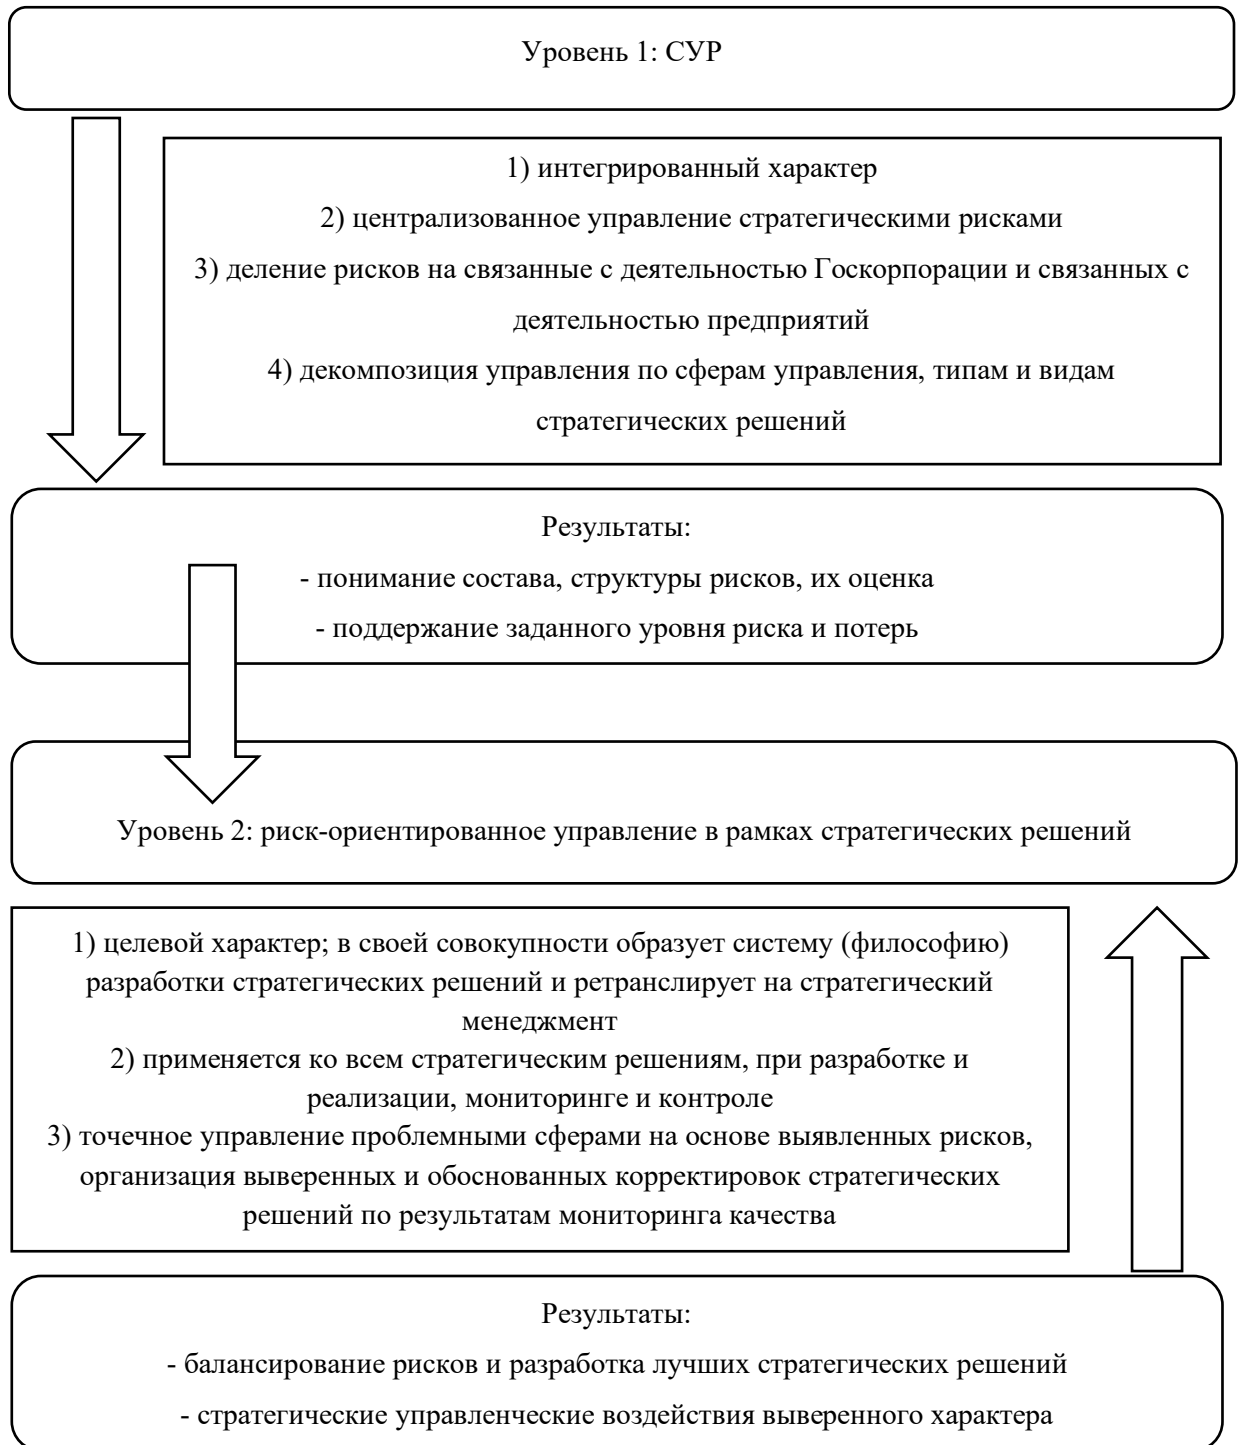 Уровень 1: СУР
1) интегрированный характер
2) централизованное управление стратегическими рисками
3) деление рисков на связанные с деятельностью Госкорпорации и связанных с
деятельностью предприятий
4) декомпозиция управления по сферам управления, типам и видам
стратегических решений
Результаты:
- понимание состава, структуры рисков, их оценка
- поддержание заданного уровня риска и потерь
Уровень 2: риск-ориентированное управление в рамках стратегических решений
1) целевой характер; в своей совокупности образует систему (философию)
разработки стратегических решений и ретранслирует на стратегический
менеджмент
2) применяется ко всем стратегическим решениям, при разработке и
реализации, мониторинге и контроле
3) точечное управление проблемными сферами на основе выявленных рисков,
организация выверенных и обоснованных корректировок стратегических
решений по результатам мониторинга качества
Результаты:
- балансирование рисков и разработка лучших стратегических решений
- стратегические управленческие воздействия выверенного характера